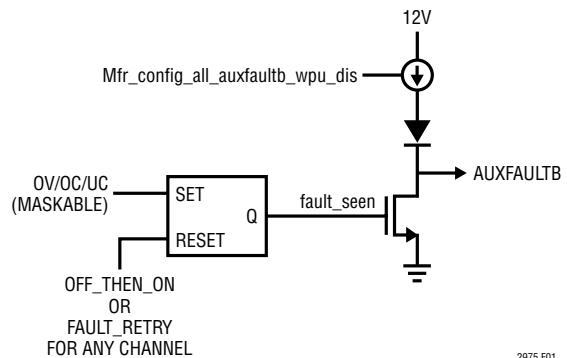 12V
Mfr_config_all_auxfaultb_wpu_dis
AUXFAULTB
OV/OC/UC
(MASKABLE)
SET
Q
fault_seen
RESET
OFF_THEN_ON
OR
FAULT_RETRY
FOR ANY CHANNEL
2975 F01